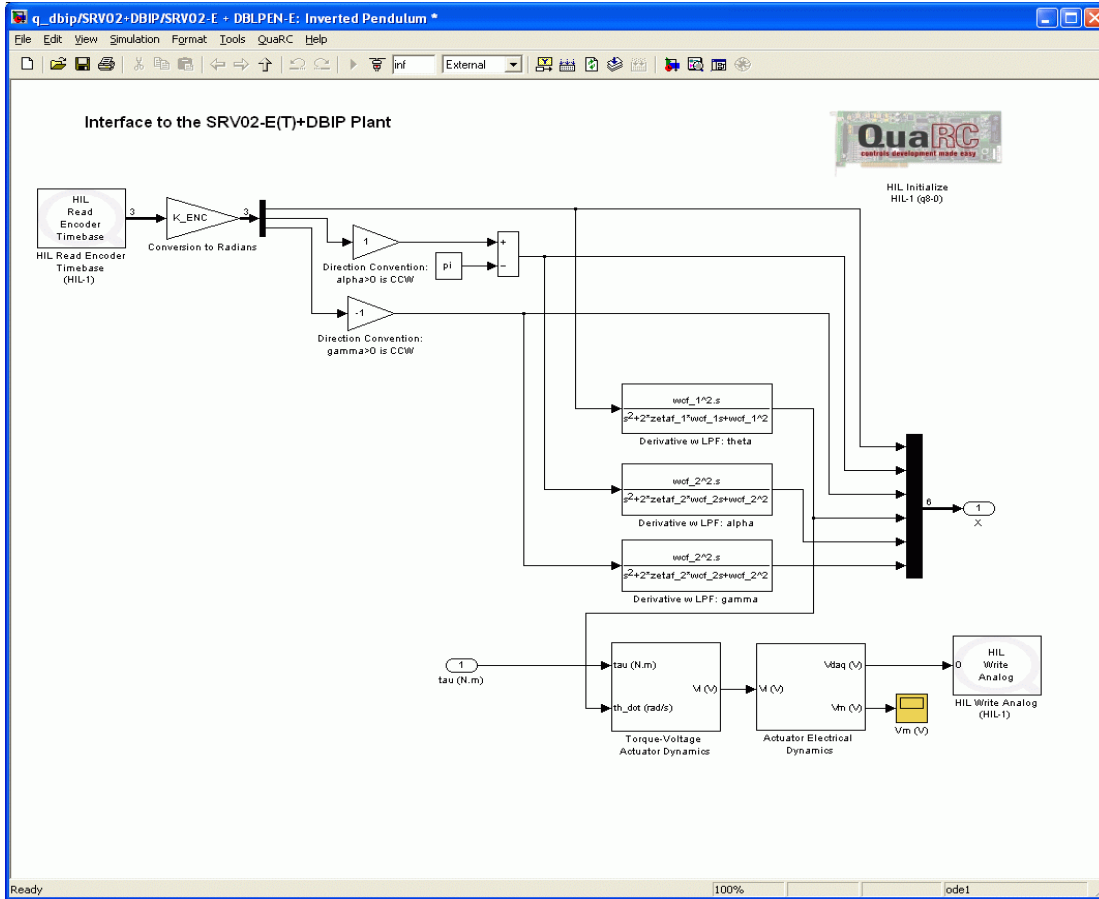 q_dbip/SRV02+DBIP/SRV02-E + DBLPEN-E: Inverted Pendulum *
File Edit View Simulation Format Tools QuaRC Help
inf External
Interface to the SRV02-E(T)+DBIP Plant
QuaRC
controls development made easy
HIL Initialize
HIL-1 (q8-0)
HIL
Read
Encoder
Timebase
HIL Read Encoder
Timebase
(HIL-1)
3
K_ENC
3
Conversion to Radians
1
Direction Convention:
alpha>0 is CCW
pi
+
−
-1
Direction Convention:
gamma>0 is CCW
wcf_1^2.s
s^2+2*zetaf_1*wcf_1s+wcf_1^2
Derivative w LPF: theta
wcf_2^2.s
s^2+2*zetaf_2*wcf_2s+wcf_2^2
Derivative w LPF: alpha
wcf_2^2.s
s^2+2*zetaf_2*wcf_2s+wcf_2^2
Derivative w LPF: gamma
6
1
X
1
tau (N.m)
tau (N.m)
th_dot (rad/s)
Vl (V)
Torque-Voltage
Actuator Dynamics
Vl (V)
Vdaq (V)
Vm (V)
Actuator Electrical
Dynamics
0
HIL
Write
Analog
HIL Write Analog
(HIL-1)
Vm (V)
Ready 100% ode1